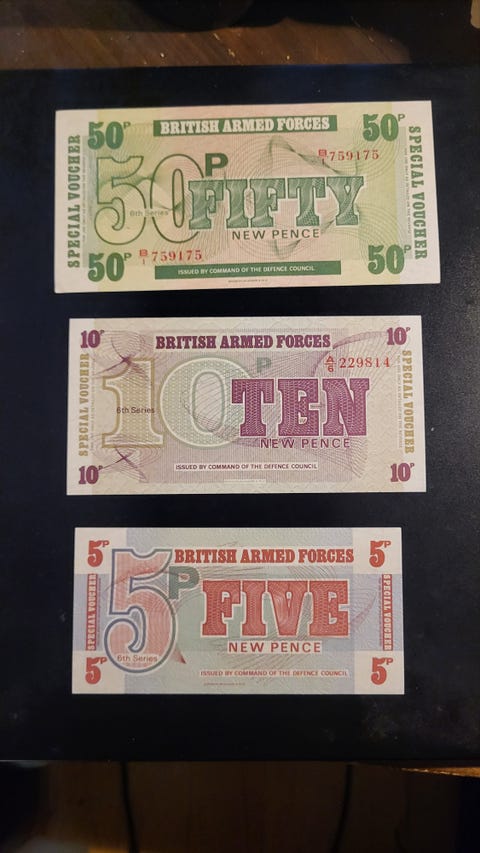 50P BRITISH ARMED FORCES 50P
SPECIAL VOUCHER
B/1 759175
50 P FIFTY
6th Series
NEW PENCE
B/1 759175
SPECIAL VOUCHER
50P ISSUED BY COMMAND OF THE DEFENCE COUNCIL 50P
10P BRITISH ARMED FORCES 10P
SPECIAL VOUCHER
A/6 229814
10 P TEN
6th Series
NEW PENCE
SPECIAL VOUCHER
10P ISSUED BY COMMAND OF THE DEFENCE COUNCIL 10P
5P BRITISH ARMED FORCES 5P
SPECIAL VOUCHER
5P FIVE
NEW PENCE
6th Series
SPECIAL VOUCHER
5P ISSUED BY COMMAND OF THE DEFENCE COUNCIL 5P